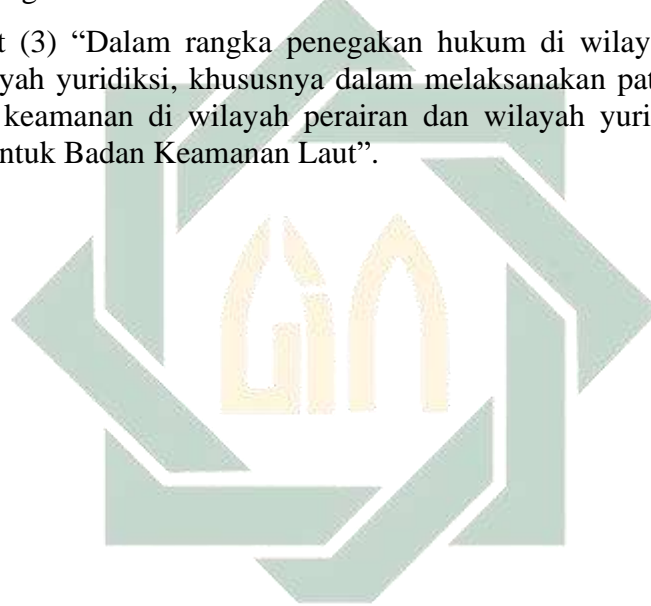 t (3) “Dalam rangka penegakan hukum di wilay
yah yuridiksi, khususnya dalam melaksanakan pat
keamanan di wilayah perairan dan wilayah yuri
ntuk Badan Keamanan Laut”.